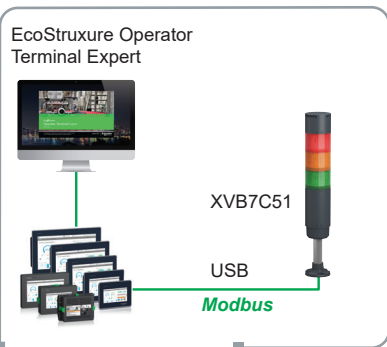 EcoStruxure Operator
Terminal Expert
XVB7C51
USB
Modbus